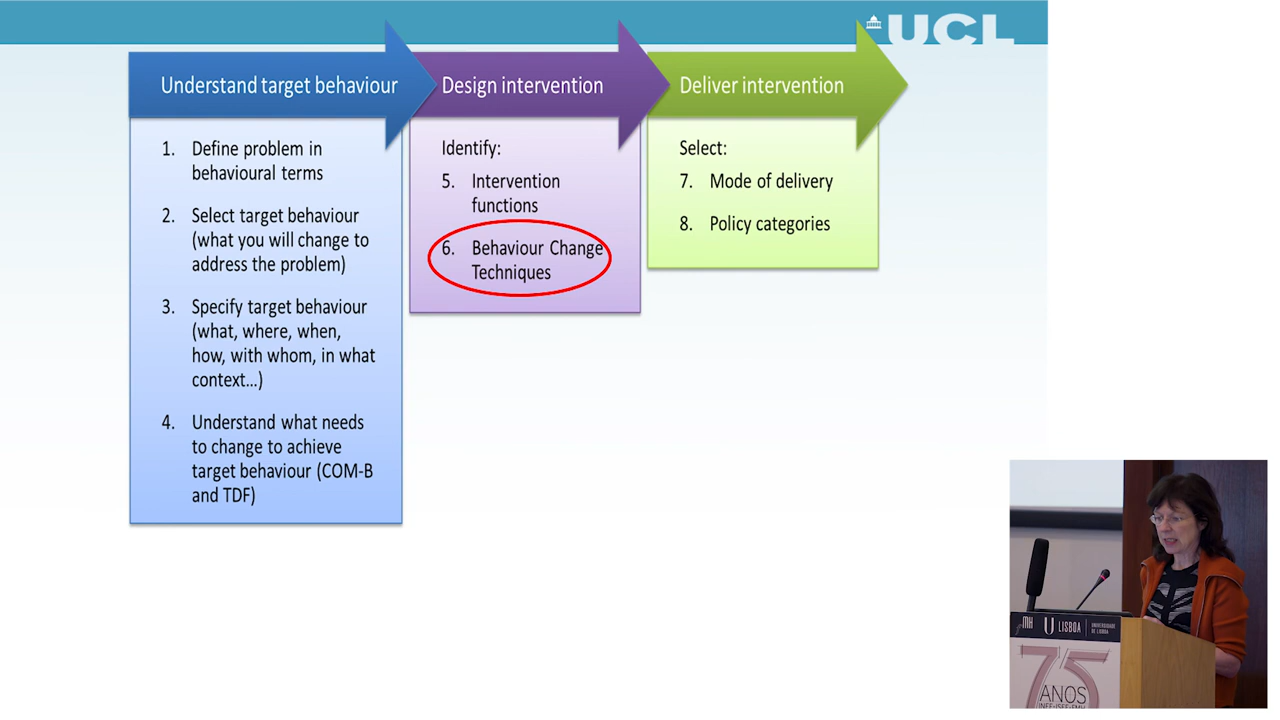 UCL
Understand target behaviour
1. Define problem in
behavioural terms
2. Select target behaviour
(what you will change to
address the problem)
3. Specify target behaviour
(what, where, when,
how, with whom, in what
context...)
4. Understand what needs
to change to achieve
target behaviour (COM-B
and TDF)
Design intervention
Identify:
5. Intervention
functions
6. Behaviour Change
Techniques
Deliver intervention
Select:
7. Mode of delivery
8. Policy categories
LISBOA
UNIVERSIDADE
DE LISBOA
75
ANOS